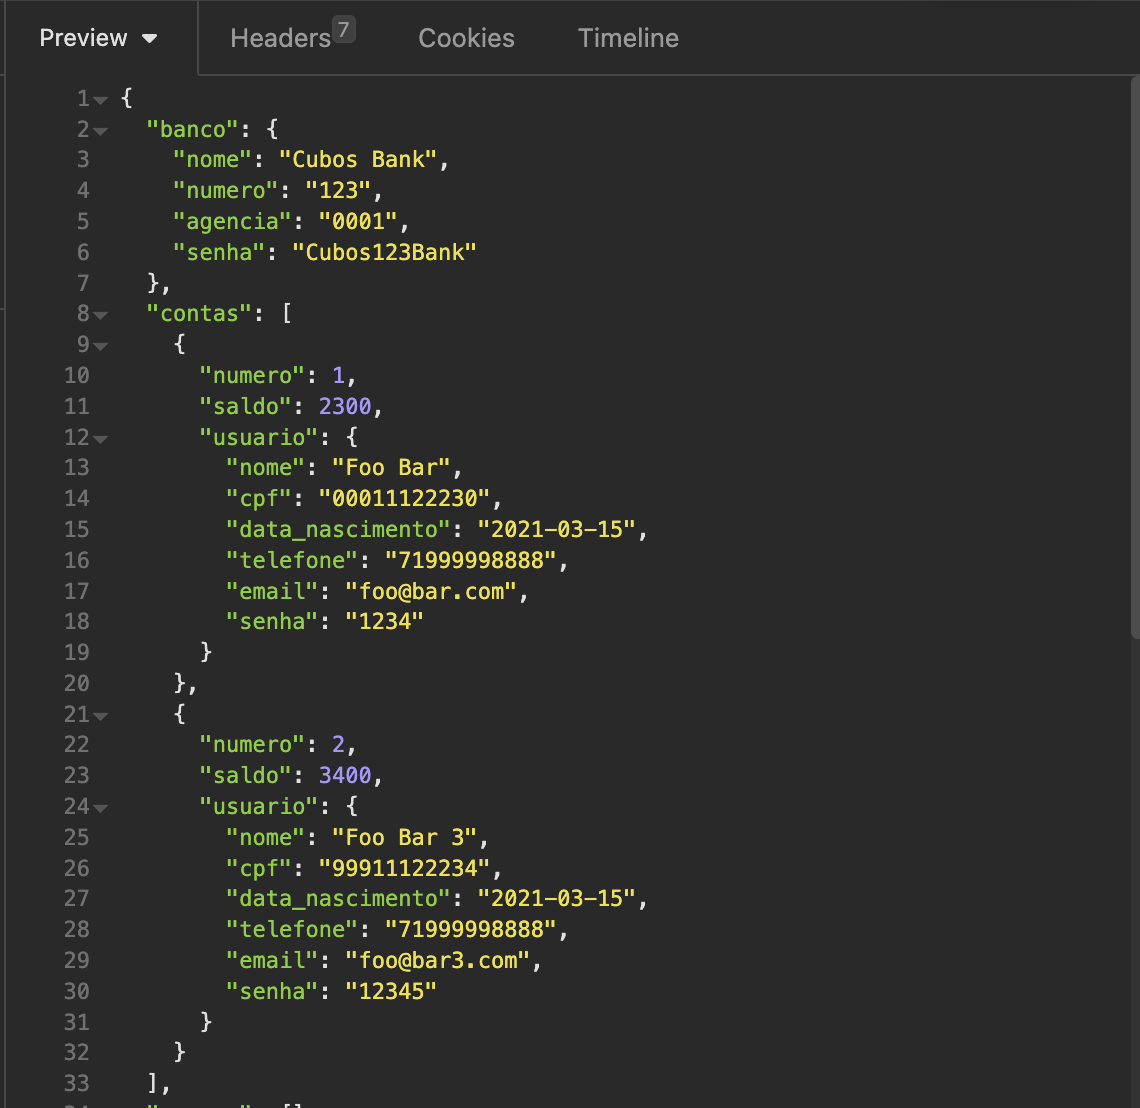 Preview Headers 7 Cookies Timeline
1 {
2 "banco": {
3 "nome": "Cubos Bank",
4 "numero": "123",
5 "agencia": "0001",
6 "senha": "Cubos123Bank"
7 },
8 "contas": [
9 {
10 "numero": 1,
11 "saldo": 2300,
12 "usuario": {
13 "nome": "Foo Bar",
14 "cpf": "00011122230",
15 "data_nascimento": "2021-03-15",
16 "telefone": "71999998888",
17 "email": "foo@bar.com",
18 "senha": "1234"
19 }
20 },
21 {
22 "numero": 2,
23 "saldo": 3400,
24 "usuario": {
25 "nome": "Foo Bar 3",
26 "cpf": "99911122234",
27 "data_nascimento": "2021-03-15",
28 "telefone": "71999998888",
29 "email": "foo@bar3.com",
30 "senha": "12345"
31 }
32 }
33 ],